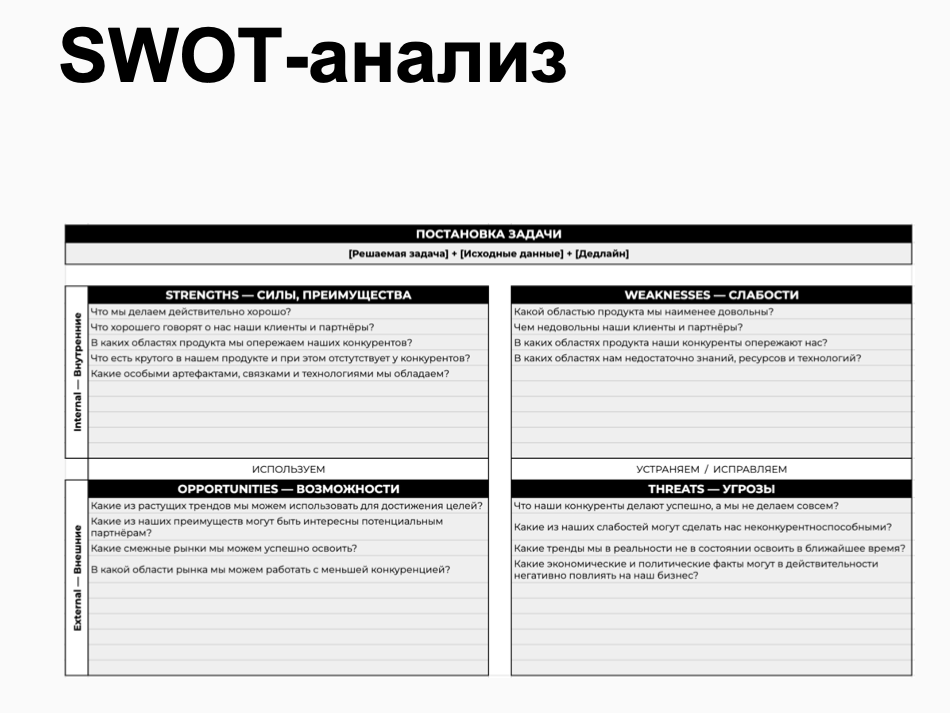 SWOT-анализ
ПОСТАНОВКА ЗАДАЧИ
[Решаемая задача] + [Исходные данные] + [Дедлайн]
Internal — Внутренние
STRENGTHS — СИЛЫ, ПРЕИМУЩЕСТВА
Что мы делаем действительно хорошо?
Что хорошего говорят о нас наши клиенты и партнёры?
В каких областях продукта мы опережаем наших конкурентов?
Что есть крутого в нашем продукте и при этом отстутствует у конкурентов?
Какие особыми артефактами, связками и технологиями мы обладаем?
WEAKNESSES — СЛАБОСТИ
Какой областью продукта мы наименее довольны?
Чем недовольны наши клиенты и партнёры?
В каких областях продукта наши конкуренты опережают нас?
В каких областях нам недостаточно знаний, ресурсов и технологий?
ИСПОЛЬЗУЕМ
УСТРАНЯЕМ / ИСПРАВЛЯЕМ
External — Внешние
OPPORTUNITIES — ВОЗМОЖНОСТИ
Какие из растущих трендов мы можем использовать для достижения целей?
Какие из наших преимуществ могут быть интересны потенциальным
партнёрам?
Какие смежные рынки мы можем успешно освоить?
В какой области рынка мы можем работать с меньшей конкуренцией?
THREATS — УГРОЗЫ
Что наши конкуренты делают успешно, а мы не делаем совсем?
Какие из наших слабостей могут сделать нас неконкурентноспособными?
Какие тренды мы в реальности не в состоянии освоить в ближайшее время?
Какие экономические и политические факты могут в действительности
негативно повлиять на наш бизнес?